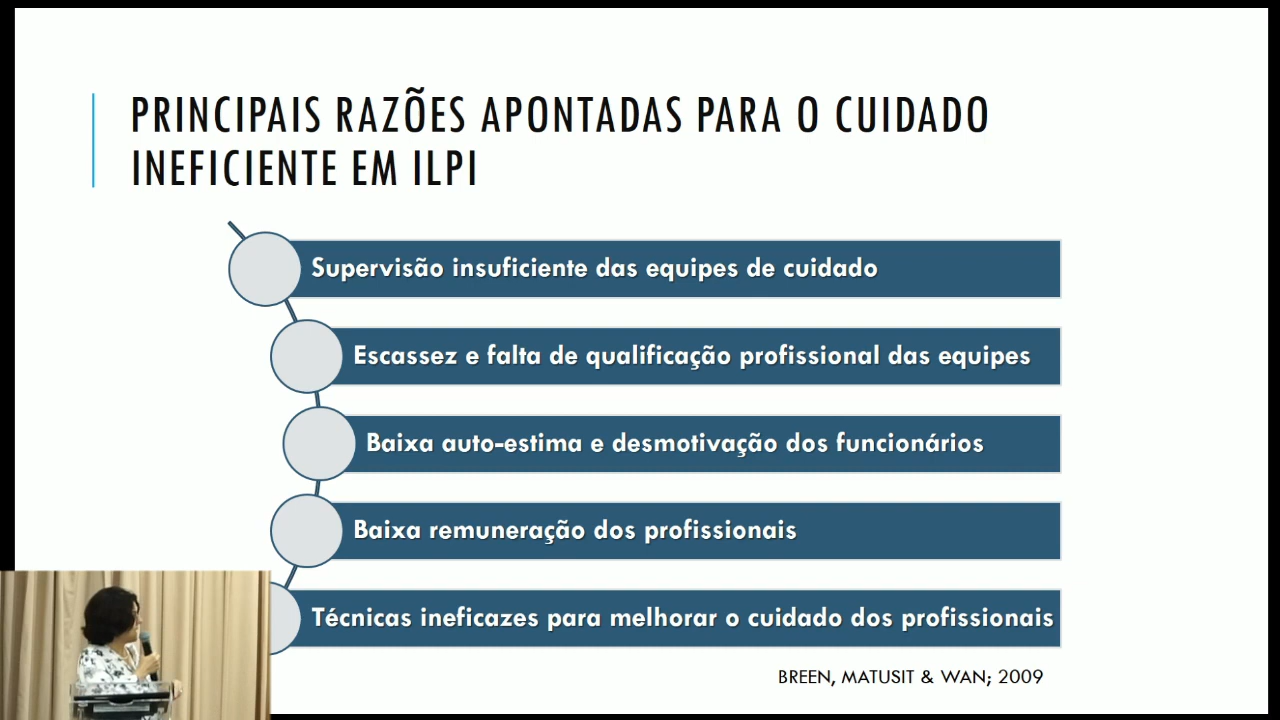 PRINCIPAIS RAZÕES APONTADAS PARA O CUIDADO
INEFICIENTE EM ILPI
Supervisão insuficiente das equipes de cuidado
Escassez e falta de qualificação profissional das equipes
Baixa auto-estima e desmotivação dos funcionários
Baixa remuneração dos profissionais
Técnicas ineficazes para melhorar o cuidado dos profissionais
BREEN, MATUSIT & WAN; 2009